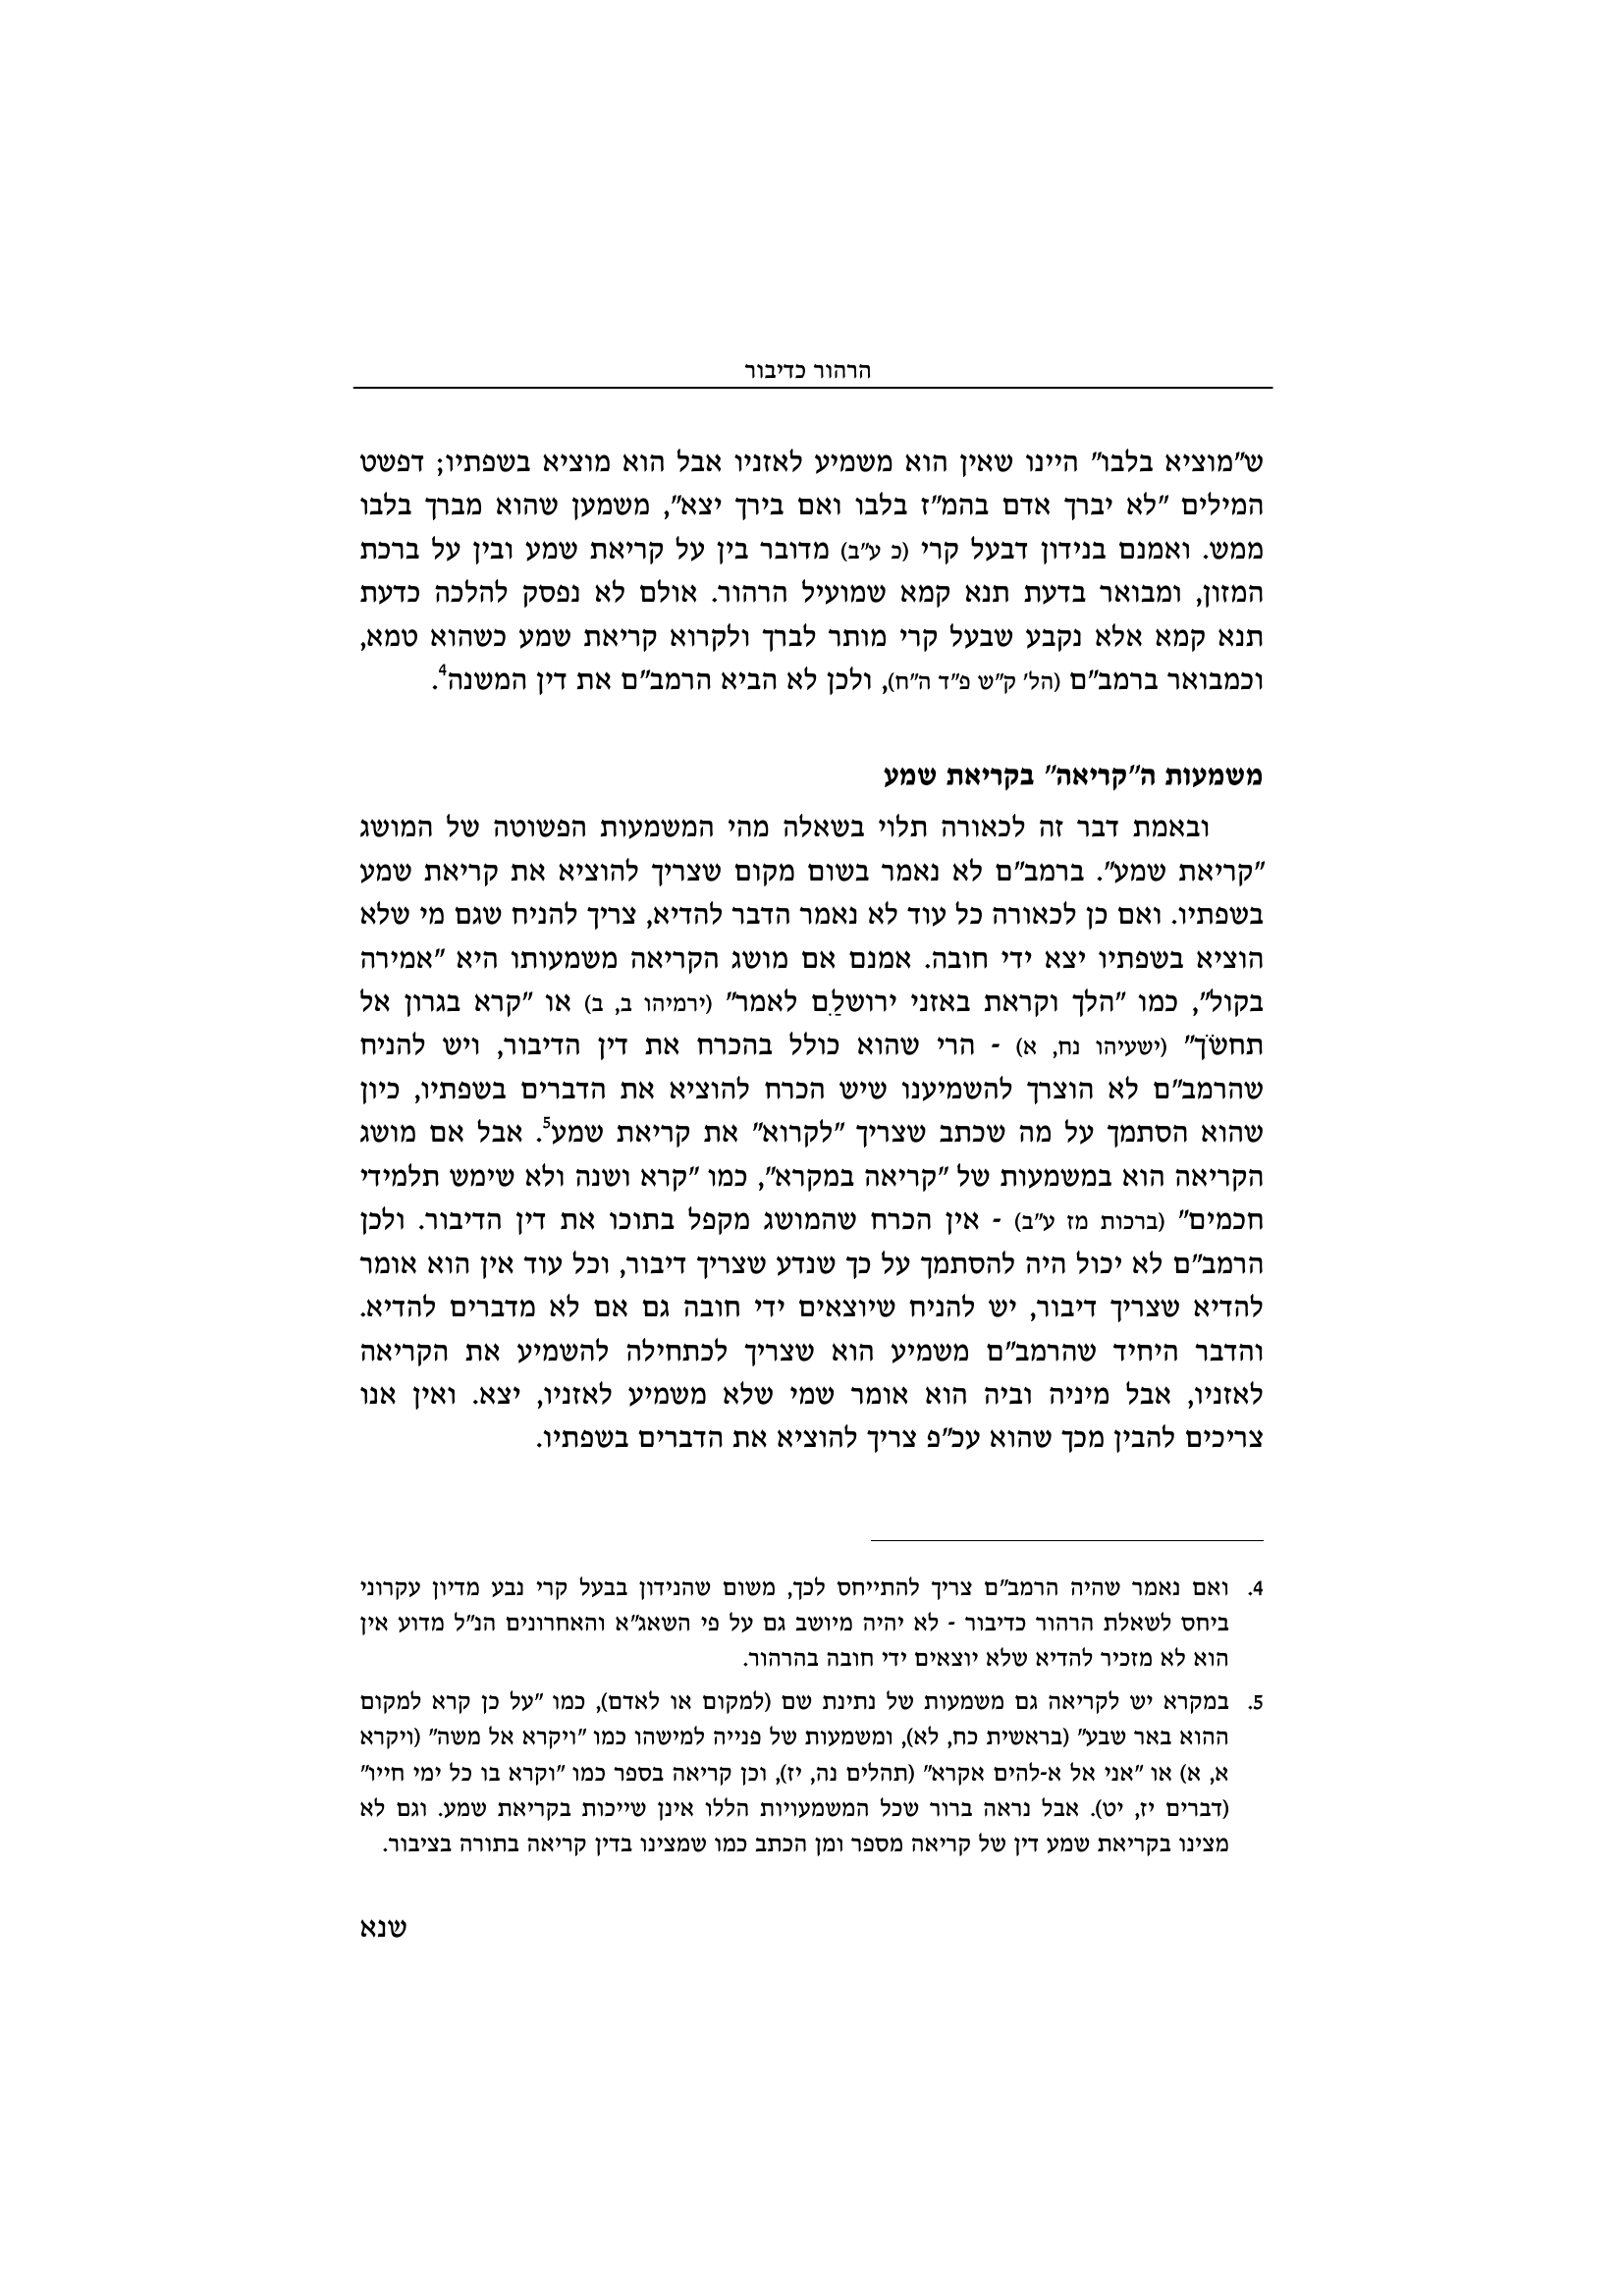 הרהור כדיבור
ש"מוציא בלבו" היינו שאין הוא משמיע לאזניו אבל הוא מוציא בשפתיו; דפשט
המילים "לא יברך אדם בהמ"ז בלבו ואם בירך יצא", משמען שהוא מברך בלבו
ממש. ואמנם בנידון דבעל קרי (כ ע"ב) מדובר בין על קריאת שמע ובין על ברכת
המזון, ומבואר בדעת תנא קמא שמועיל הרהור. אולם לא נפסק להלכה כדעת
תנא קמא אלא נקבע שבעל קרי מותר לברך ולקרוא קריאת שמע כשהוא טמא,
וכמבואר ברמב"ם (הל' ק"ש פ"ד ה"ח), ולכן לא הביא הרמב"ם את דין המשנה4.
משמעות ה"קריאה" בקריאת שמע
ובאמת דבר זה לכאורה תלוי בשאלה מהי המשמעות הפשוטה של המושג
"קריאת שמע". ברמב"ם לא נאמר בשום מקום שצריך להוציא את קריאת שמע
בשפתיו. ואם כן לכאורה כל עוד לא נאמר הדבר להדיא, צריך להניח שגם מי שלא
הוציא בשפתיו יצא ידי חובה. אמנם אם מושג הקריאה משמעותו היא "אמירה
בקול", כמו "הלך וקראת באזני ירושלַ͏ִם לאמר" (ירמיהו ב, ב) או "קרא בגרון אל
תחשֹׂך" (ישעיהו נח, א) - הרי שהוא כולל בהכרח את דין הדיבור, ויש להניח
שהרמב"ם לא הוצרך להשמיענו שיש הכרח להוציא את הדברים בשפתיו, כיון
שהוא הסתמך על מה שכתב שצריך "לקרוא" את קריאת שמע5. אבל אם מושג
הקריאה הוא במשמעות של "קריאה במקרא", כמו "קרא ושנה ולא שימש תלמידי
חכמים" (ברכות מז ע"ב) - אין הכרח שהמושג מקפל בתוכו את דין הדיבור. ולכן
הרמב"ם לא יכול היה להסתמך על כך שנדע שצריך דיבור, וכל עוד אין הוא אומר
להדיא שצריך דיבור, יש להניח שיוצאים ידי חובה גם אם לא מדברים להדיא.
והדבר היחיד שהרמב"ם משמיע הוא שצריך לכתחילה להשמיע את הקריאה
לאזניו, אבל מיניה וביה הוא אומר שמי שלא משמיע לאזניו, יצא. ואין אנו
צריכים להבין מכך שהוא עכ"פ צריך להוציא את הדברים בשפתיו.
4. ואם נאמר שהיה הרמב"ם צריך להתייחס לכך, משום שהנידון בבעל קרי נבע מדיון עקרוני
ביחס לשאלת הרהור כדיבור - לא יהיה מיושב גם על פי השאג"א והאחרונים הנ"ל מדוע אין
הוא לא מזכיר להדיא שלא יוצאים ידי חובה בהרהור.
5. במקרא יש לקריאה גם משמעות של נתינת שם (למקום או לאדם), כמו "על כן קרא למקום
ההוא באר שבע" (בראשית כח, לא), ומשמעות של פנייה למישהו כמו "ויקרא אל משה" (ויקרא
א, א) או "אני אל א-להים אקרא" (תהלים נה, יז), וכן קריאה בספר כמו "וקרא בו כל ימי חייו"
(דברים יז, יט). אבל נראה ברור שכל המשמעויות הללו אינן שייכות בקריאת שמע. וגם לא
מצינו בקריאת שמע דין של קריאה מספר ומן הכתב כמו שמצינו בדין קריאה בתורה בציבור.
שנא